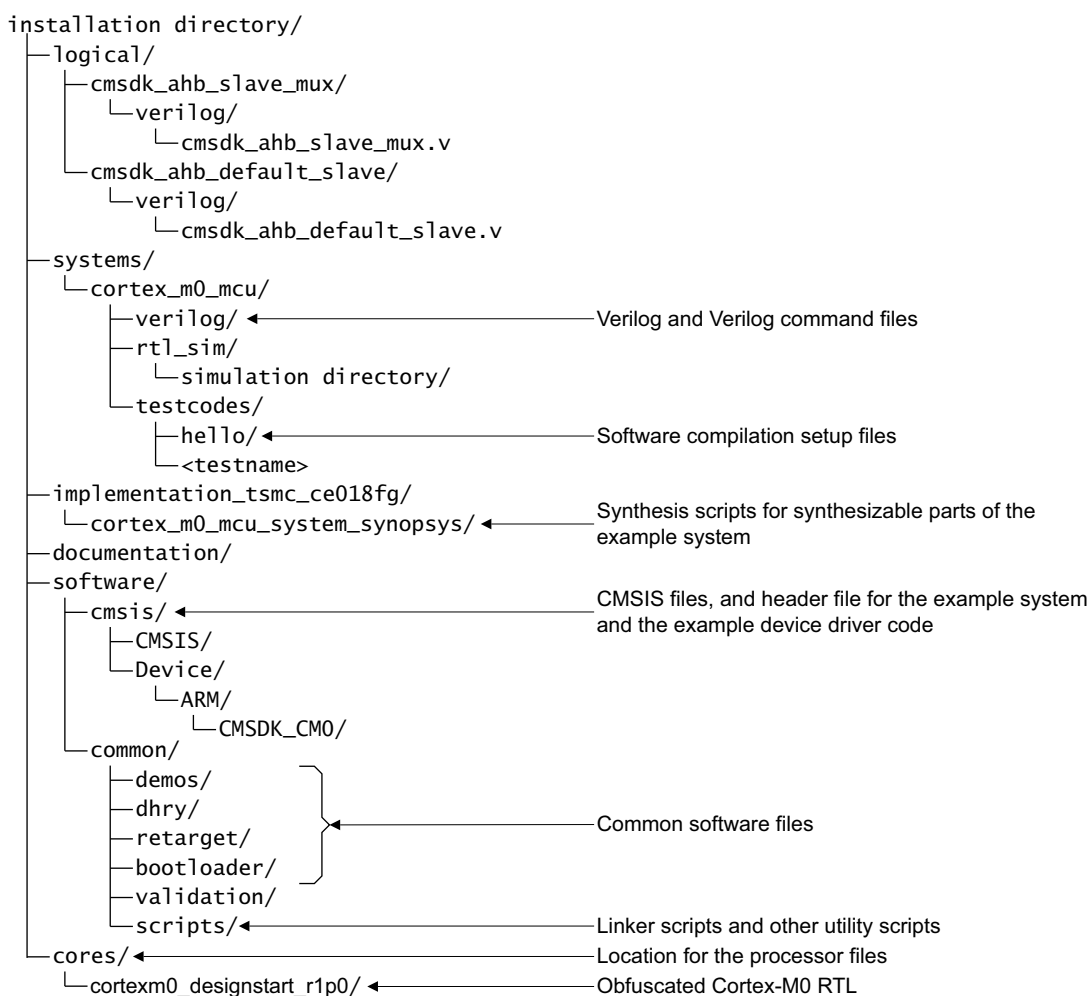 installation directory/
logical/
cmsdk_ahb_slave_mux/
verilog/
cmsdk_ahb_slave_mux.v
cmsdk_ahb_default_slave/
verilog/
cmsdk_ahb_default_slave.v
systems/
cortex_m0_mcu/
verilog/ Verilog and Verilog command files
rtl_sim/
simulation directory/
testcodes/
hello/ Software compilation setup files
<testname>
implementation_tsmc_ce018fg/
cortex_m0_mcu_system_synopsys/ Synthesis scripts for synthesizable parts of the
example system
documentation/
software/
cmsis/ CMSIS files, and header file for the example system
and the example device driver code
CMSIS/
Device/
ARM/
CMSDK_CM0/
common/
demos/
dhry/
retarget/ Common software files
bootloader/
validation/
scripts/ Linker scripts and other utility scripts
cores/ Location for the processor files
cortexm0_designstart_r1p0/ Obfuscated Cortex-M0 RTL